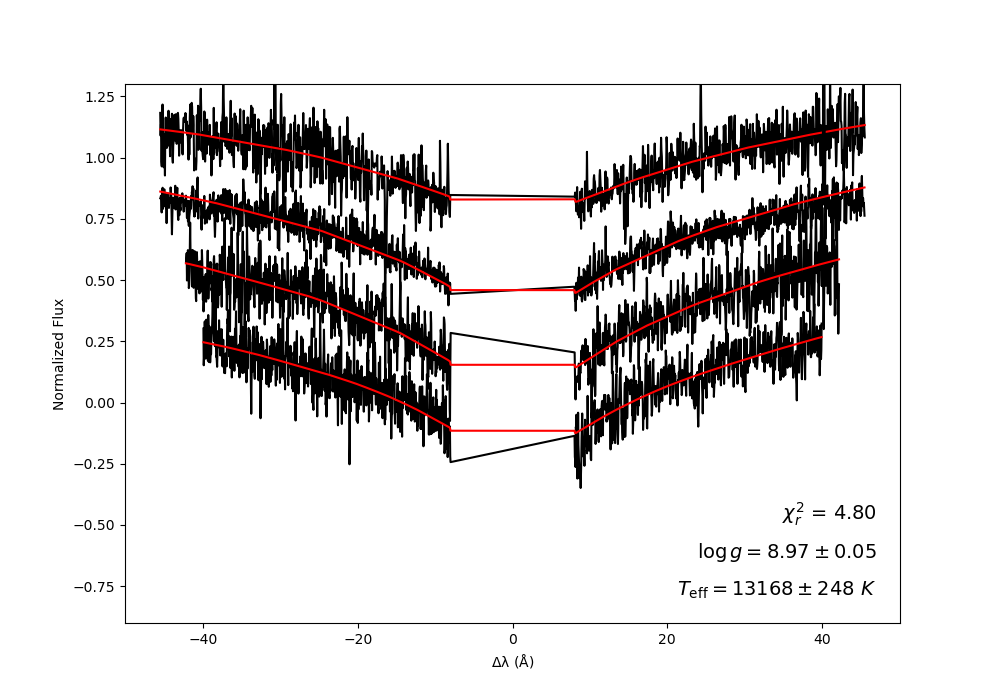 1.25
1.00
0.75
0.50
0.25
0.00
−0.25
−0.50
−0.75
Normalized Flux
χ²ᵣ = 4.80
log g = 8.97 ± 0.05
T_eff = 13168 ± 248 K
−40
−20
0
20
40
Δλ (Å)